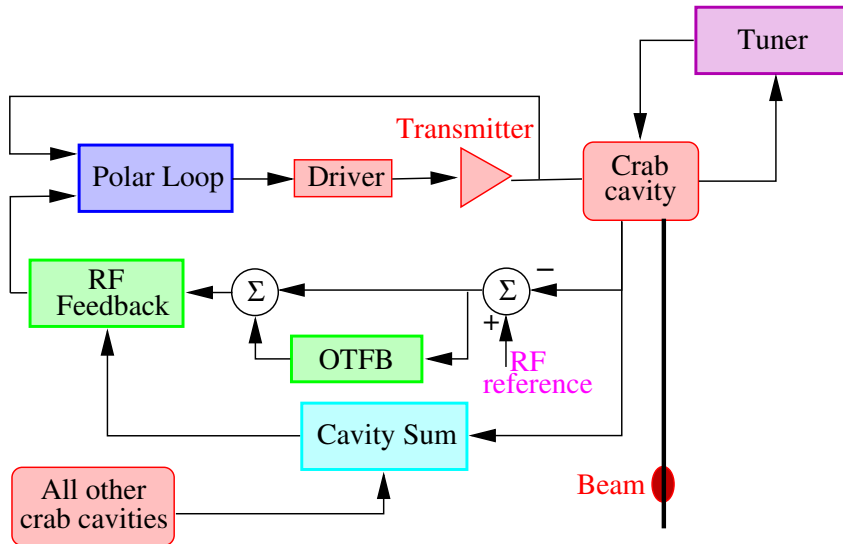 Tuner
Transmitter
Polar Loop
Driver
Crab
cavity
RF
Feedback
Σ
Σ
−
+
OTFB
RF
reference
Cavity Sum
All other
crab cavities
Beam